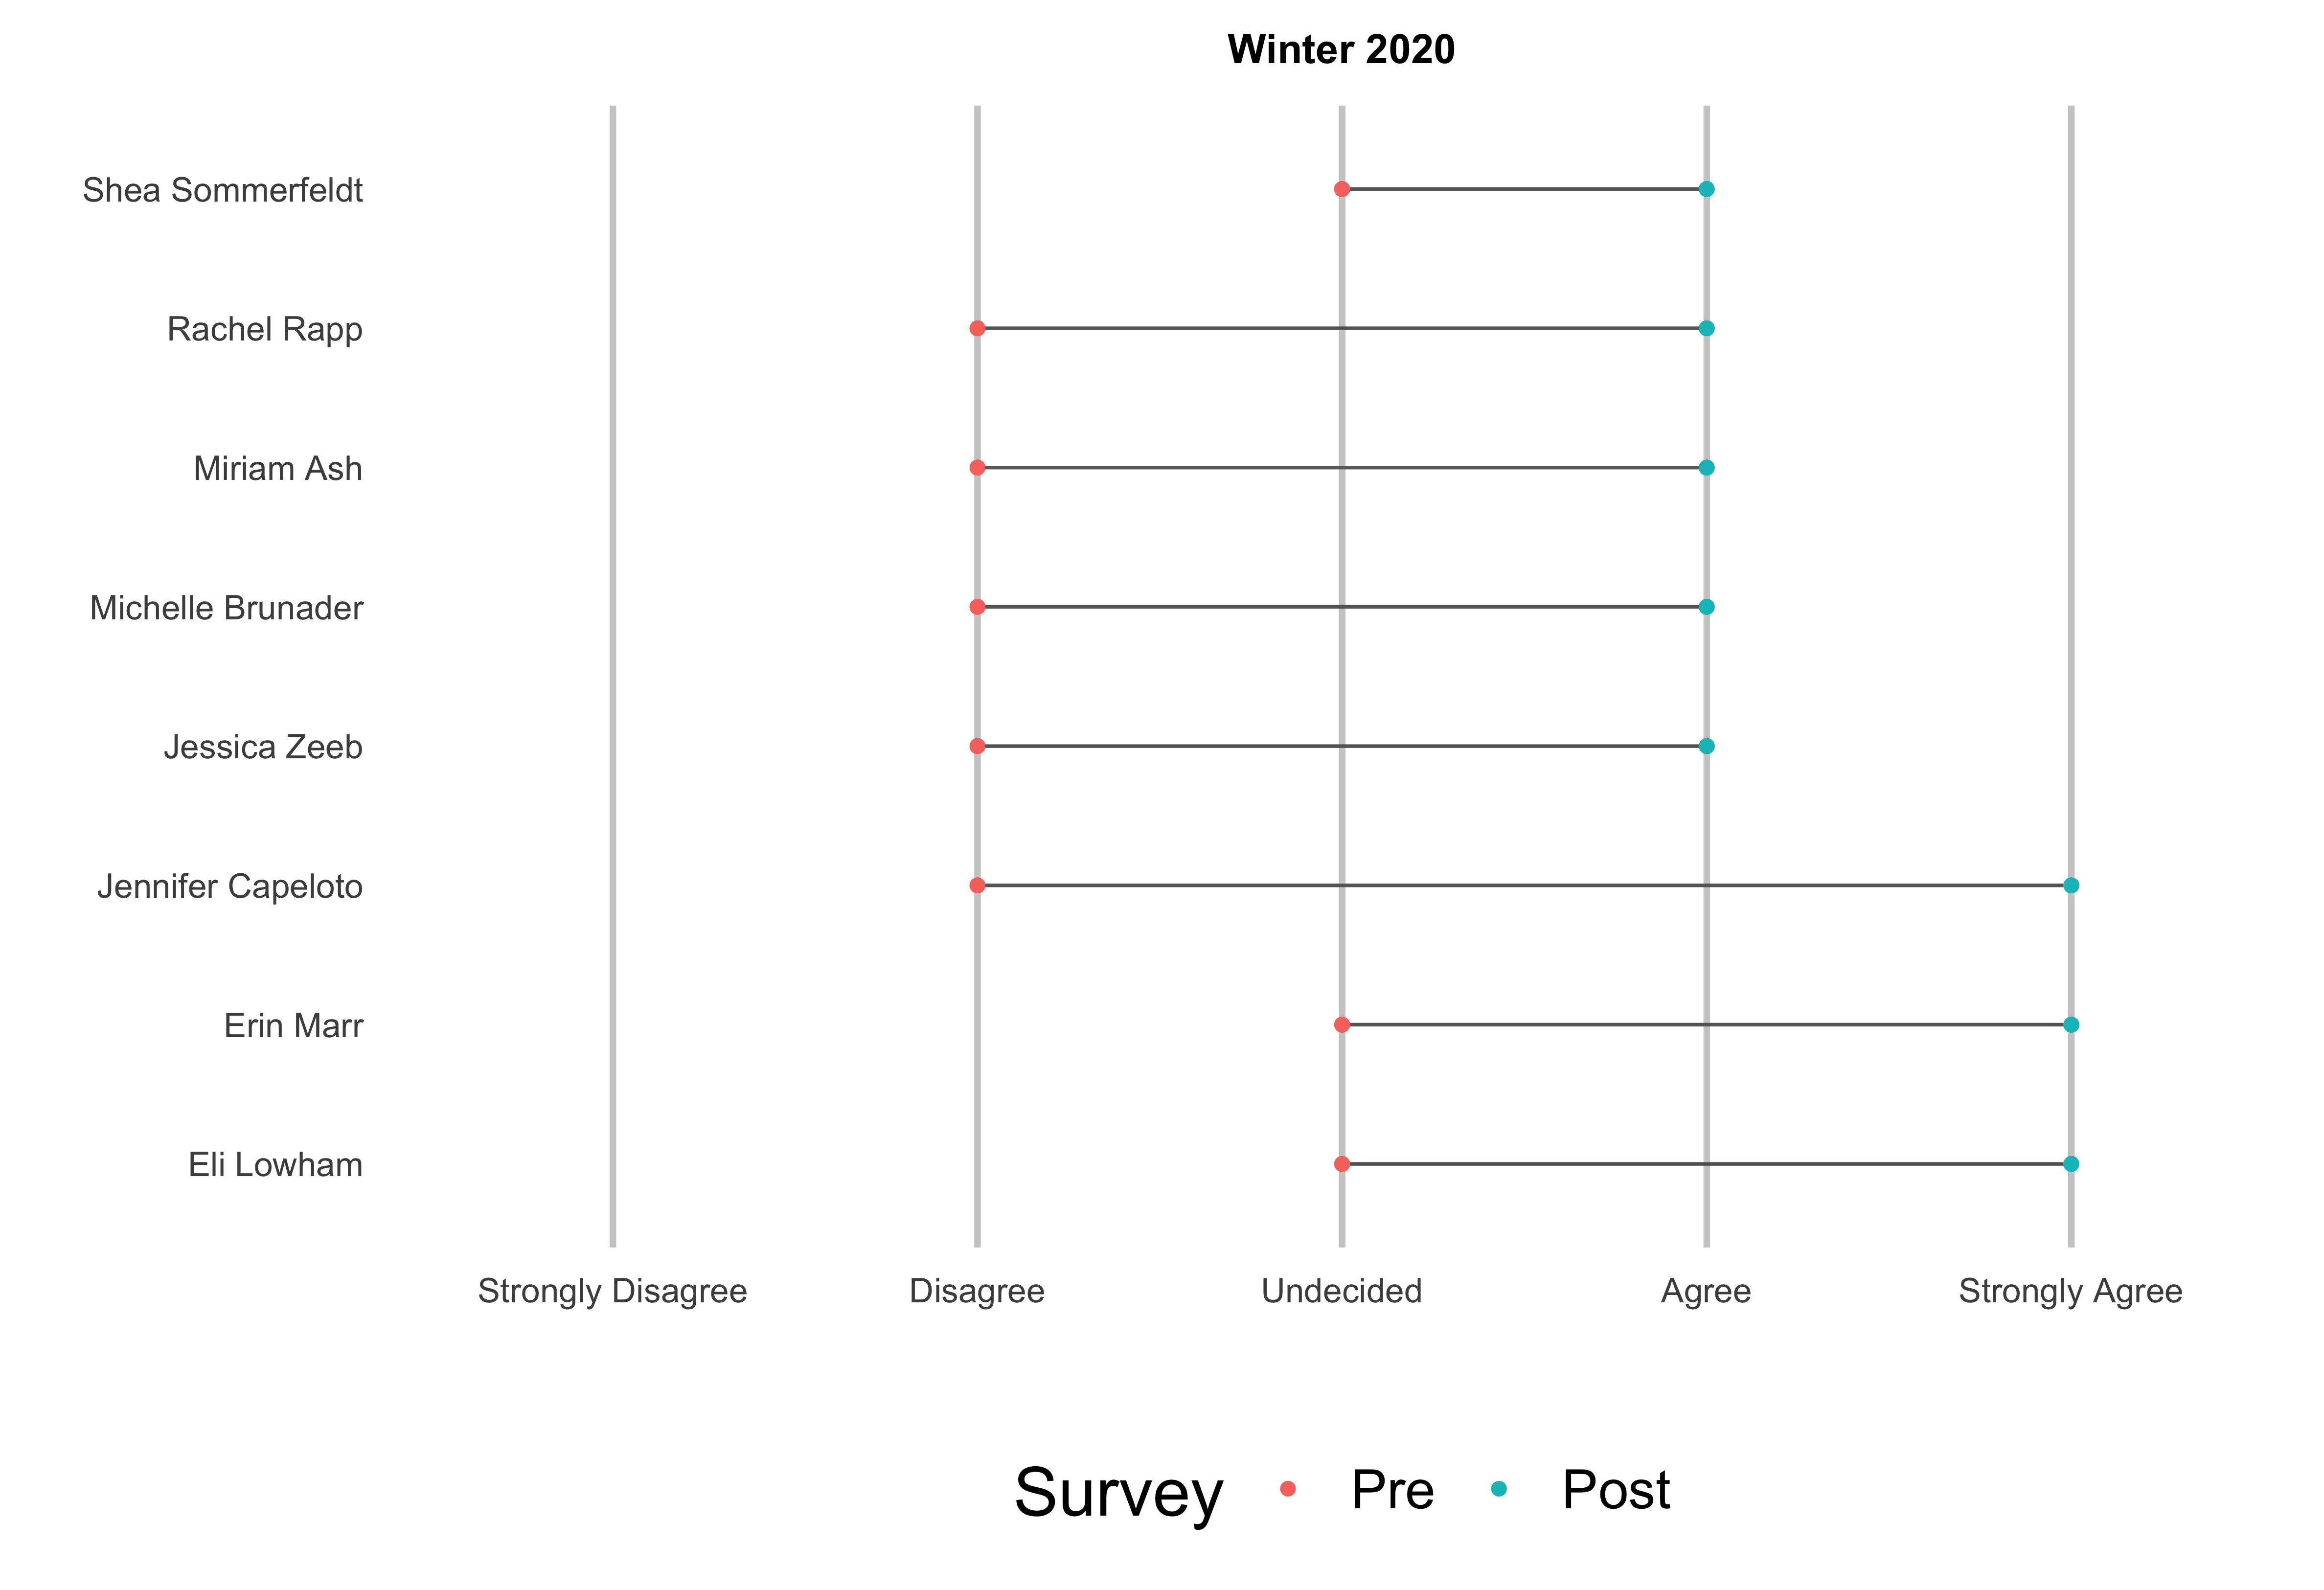 Winter 2020
Shea Sommerfeldt
Rachel Rapp
Miriam Ash
Michelle Brunader
Jessica Zeeb
Jennifer Capeloto
Erin Marr
Eli Lowham
Strongly Disagree Disagree Undecided Agree Strongly Agree
Survey Pre Post